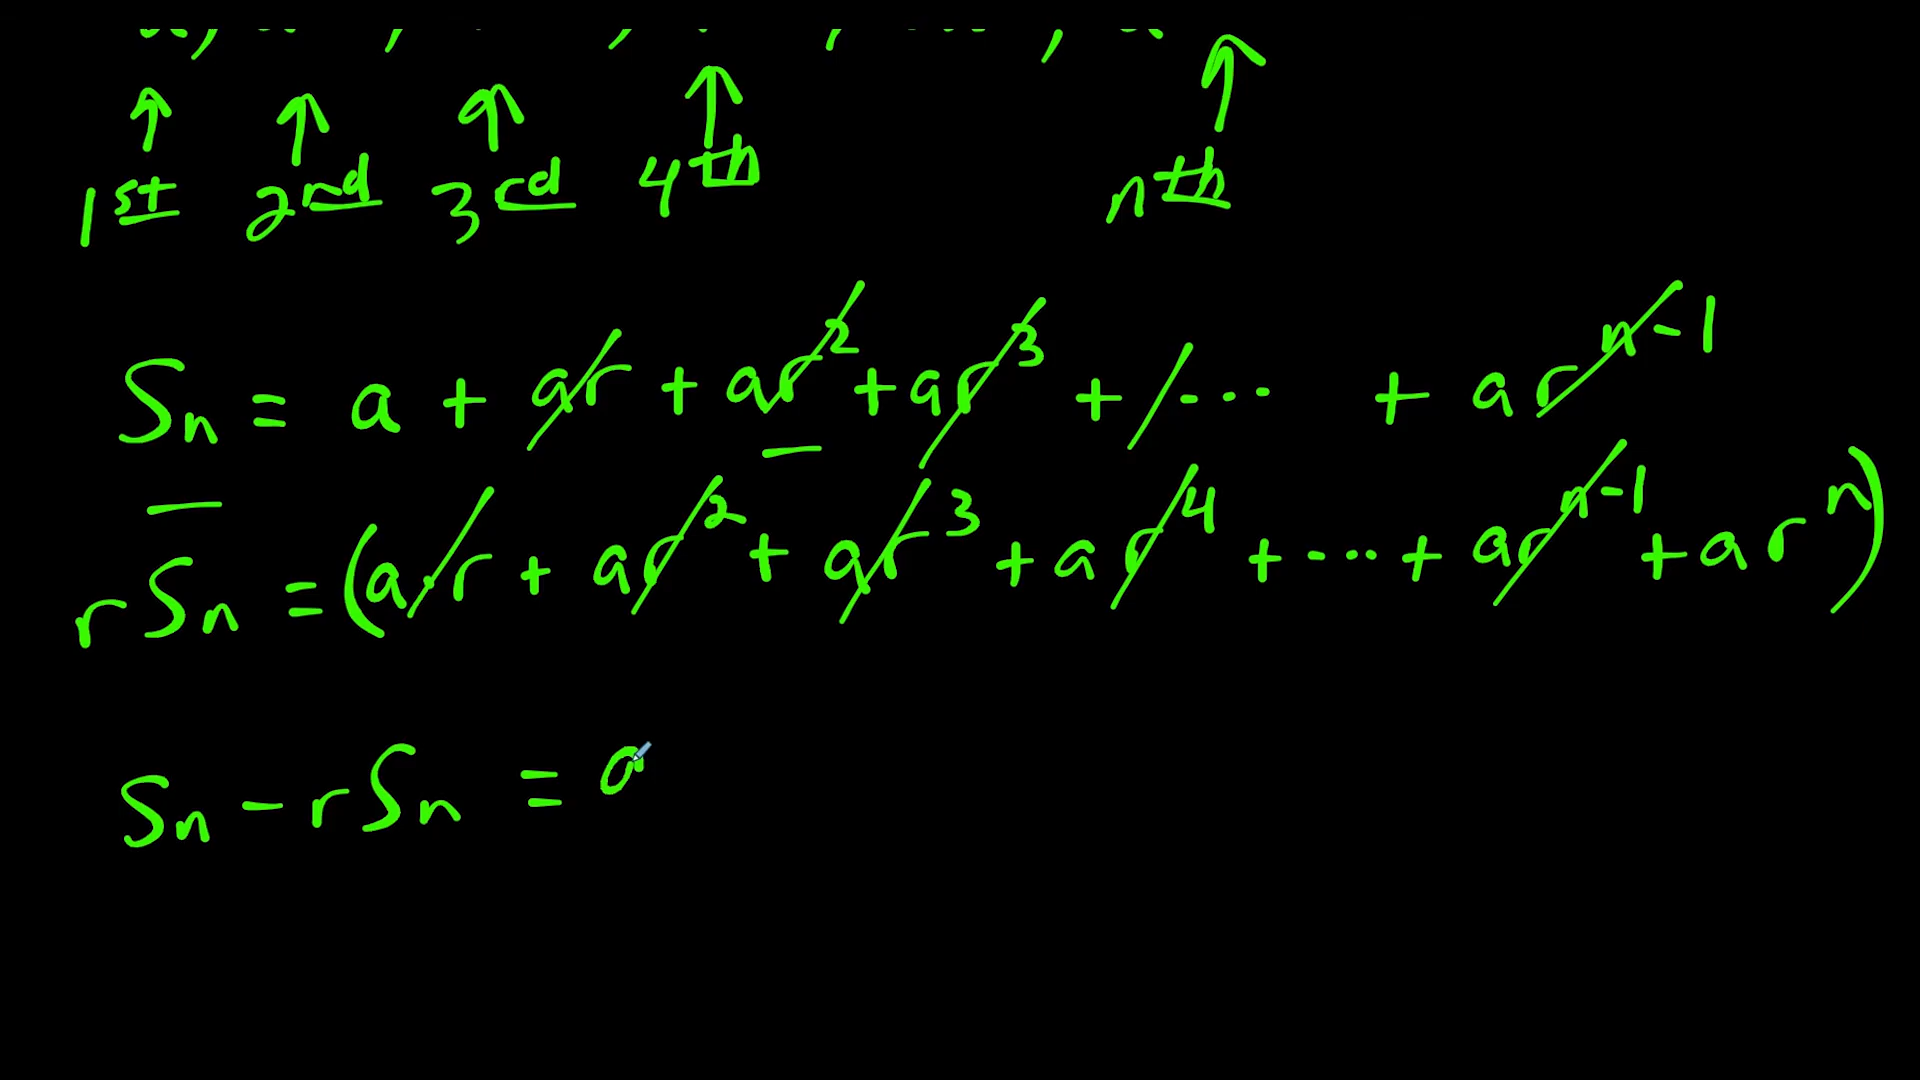 1st 2nd 3rd 4th nth
Sn = a + ar + ar² + ar³ + ... + arⁿ⁻¹
—
rSn = (a·r + ar² + ar³ + ar⁴ + ... + arⁿ⁻¹ + arⁿ)
Sn - rSn = a